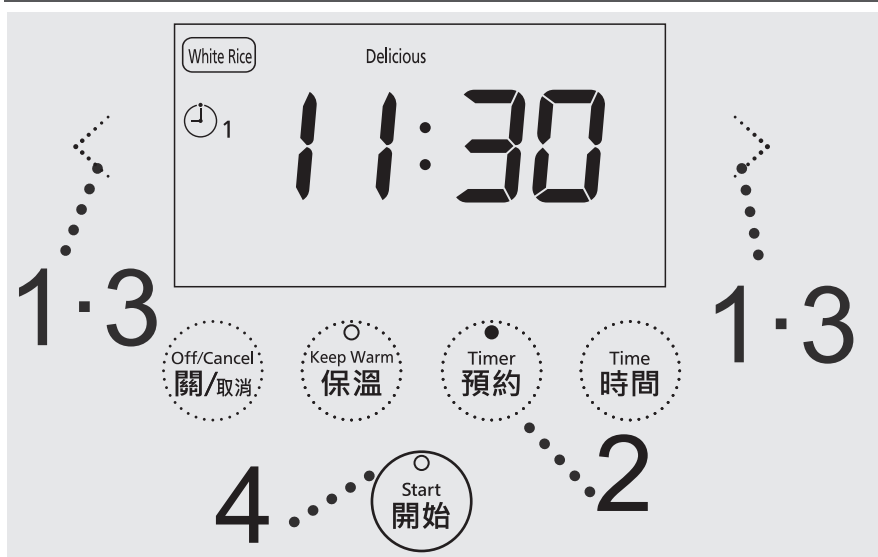 White Rice Delicious
1 11:30
1·3 1·3
Off/Cancel Keep Warm Timer Time
關/取消 保溫 預約 時間
4 Start 2
開始